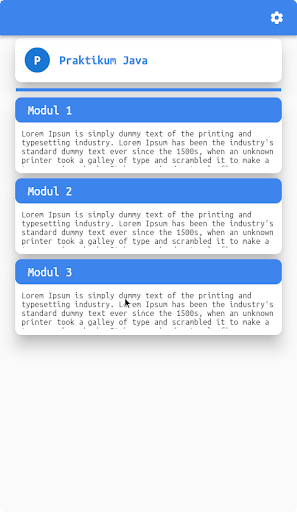 P Praktikum Java
Modul 1
Lorem Ipsum is simply dummy text of the printing and
typesetting industry. Lorem Ipsum has been the industry's
standard dummy text ever since the 1500s, when an unknown
printer took a galley of type and scrambled it to make a
Modul 2
Lorem Ipsum is simply dummy text of the printing and
typesetting industry. Lorem Ipsum has been the industry's
standard dummy text ever since the 1500s, when an unknown
printer took a galley of type and scrambled it to make a
Modul 3
Lorem Ipsum is simply dummy text of the printing and
typesetting industry. Lorem Ipsum has been the industry's
standard dummy text ever since the 1500s, when an unknown
printer took a galley of type and scrambled it to make a